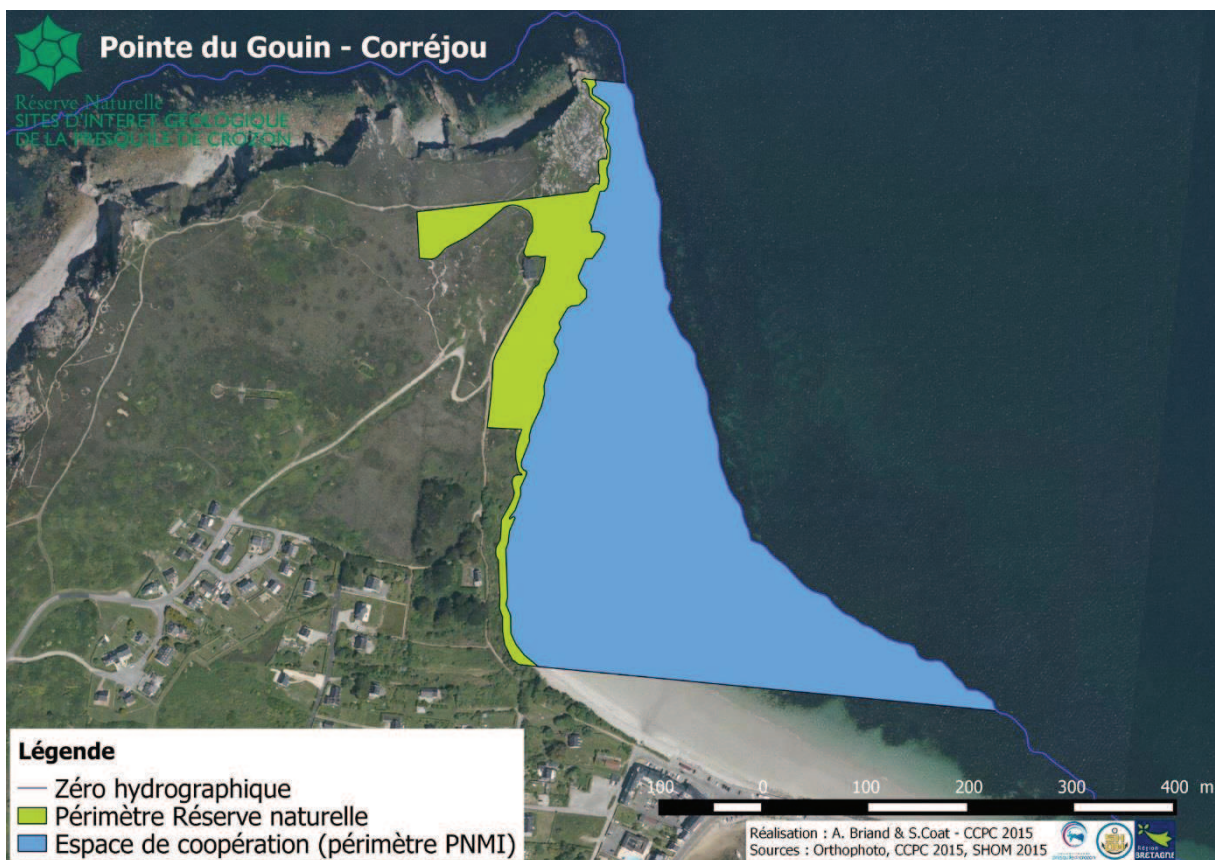 Pointe du Gouin - Corréjou
Réserve Naturelle
SITES D'INTERET GEOLOGIQUE
DE LA PRESQU'ILE DE CROZON
Légende
Zéro hydrographique
Périmètre Réserve naturelle
Espace de coopération (périmètre PNMI)
100 0 100 200 300 400 m
Réalisation : A. Briand & S.Coat - CCPC 2015
Sources : Orthophoto, CCPC 2015, SHOM 2015
Région
BRETAGNE